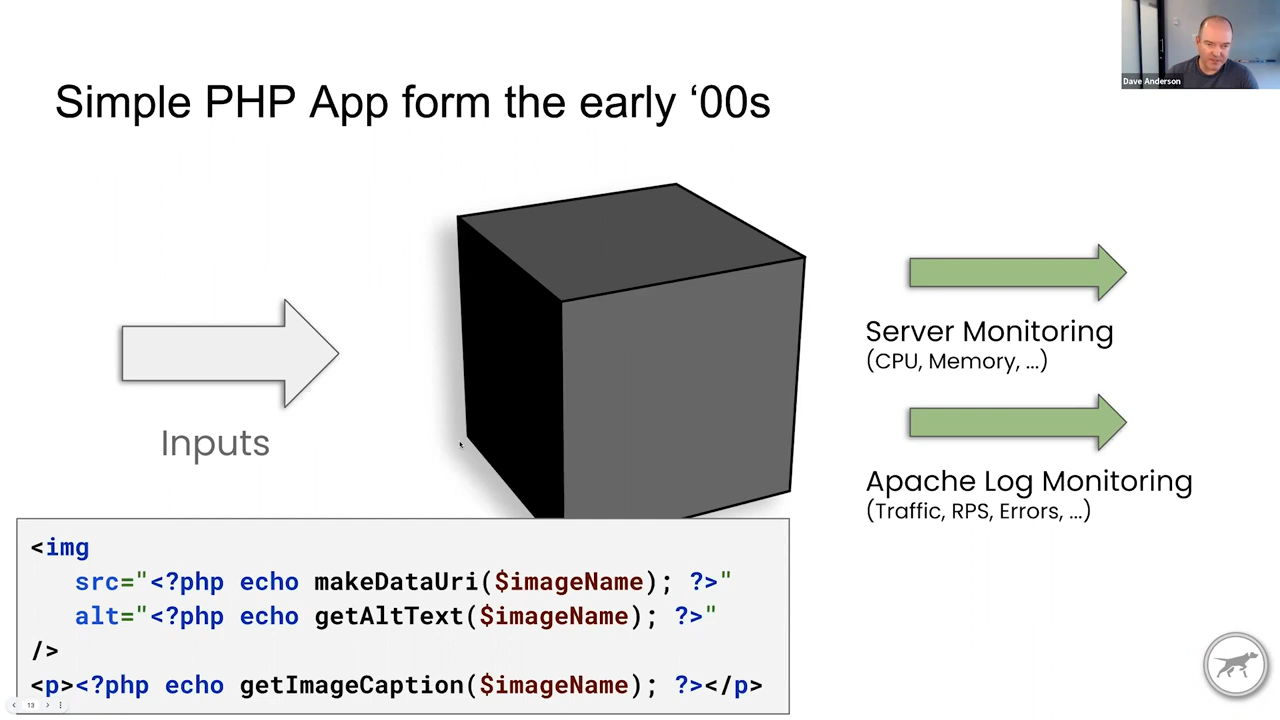 Dave Anderson
Simple PHP App form the early ‘00s
Inputs
Server Monitoring
(CPU, Memory, ...)
Apache Log Monitoring
(Traffic, RPS, Errors, ...)
<img
src="<?php echo makeDataUri($imageName); ?>"
alt="<?php echo getAltText($imageName); ?>"
/>
<p><?php echo getImageCaption($imageName); ?></p>
13